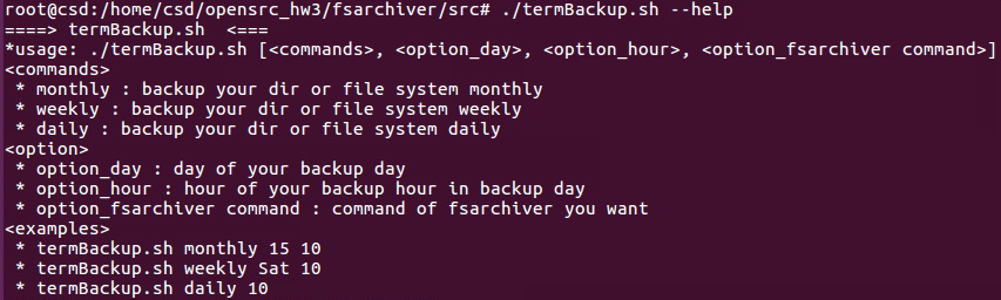 root@csd:/home/csd/opensrc_hw3/fsarchiver/src# ./termBackup.sh --help
====> termBackup.sh  <===
*usage: ./termBackup.sh [<commands>, <option_day>, <option_hour>, <option_fsarchiver command>]
<commands>
 * monthly : backup your dir or file system monthly
 * weekly : backup your dir or file system weekly
 * daily : backup your dir or file system daily
<option>
 * option_day : day of your backup day
 * option_hour : hour of your backup hour in backup day
 * option_fsarchiver command : command of fsarchiver you want
<examples>
 * termBackup.sh monthly 15 10
 * termBackup.sh weekly Sat 10
 * termBackup.sh daily 10